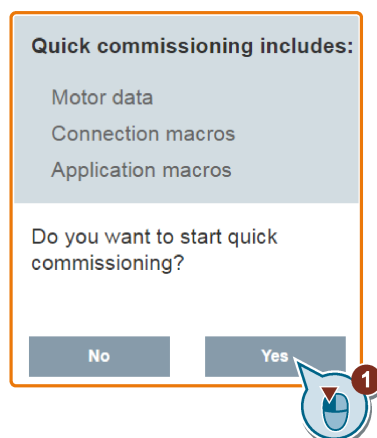 Quick commissioning includes:
Motor data
Connection macros
Application macros
Do you want to start quick
commissioning?
No
Yes
1